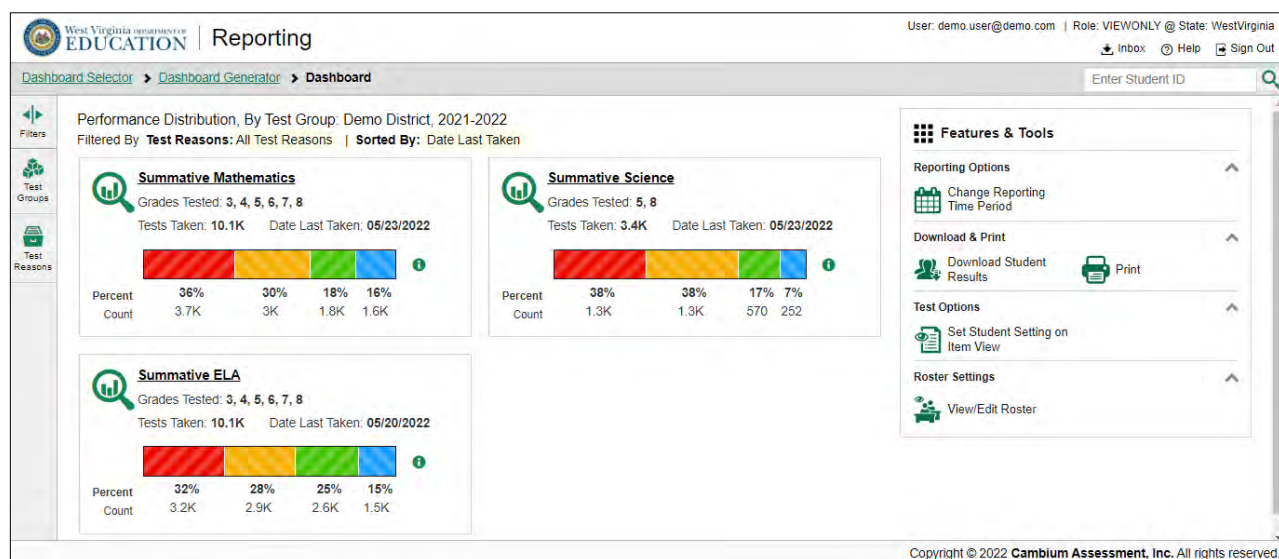 West Virginia DEPARTMENT OF
EDUCATION
Reporting
User: demo.user@demo.com | Role: VIEWONLY @ State: WestVirginia
Inbox Help Sign Out
Dashboard Selector > Dashboard Generator > Dashboard
Enter Student ID
Filters
Test
Groups
Test
Reasons
Performance Distribution, By Test Group: Demo District, 2021-2022
Filtered By Test Reasons: All Test Reasons | Sorted By: Date Last Taken
Summative Mathematics
Grades Tested: 3, 4, 5, 6, 7, 8
Tests Taken: 10.1K Date Last Taken: 05/23/2022
Percent 36% 30% 18% 16%
Count 3.7K 3K 1.8K 1.6K
Summative Science
Grades Tested: 5, 8
Tests Taken: 3.4K Date Last Taken: 05/23/2022
Percent 38% 38% 17% 7%
Count 1.3K 1.3K 570 252
Summative ELA
Grades Tested: 3, 4, 5, 6, 7, 8
Tests Taken: 10.1K Date Last Taken: 05/20/2022
Percent 32% 28% 25% 15%
Count 3.2K 2.9K 2.6K 1.5K
Features & Tools
Reporting Options
Change Reporting
Time Period
Download & Print
Download Student
Results
Print
Test Options
Set Student Setting on
Item View
Roster Settings
View/Edit Roster
Copyright © 2022 Cambium Assessment, Inc. All rights reserved.